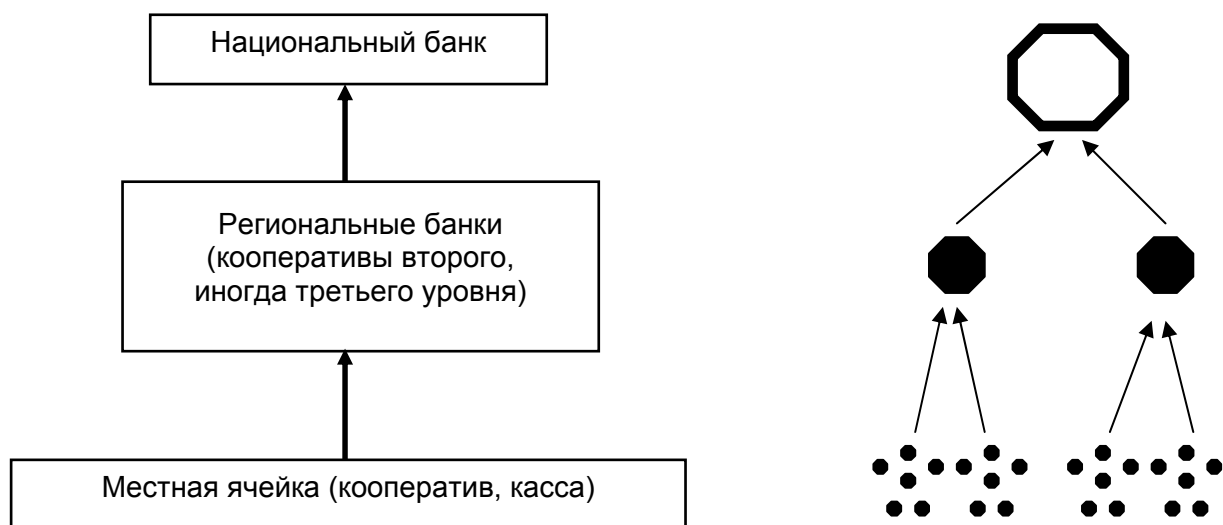 Национальный банк
Региональные банки
(кооперативы второго,
иногда третьего уровня)
Местная ячейка (кооператив, касса)